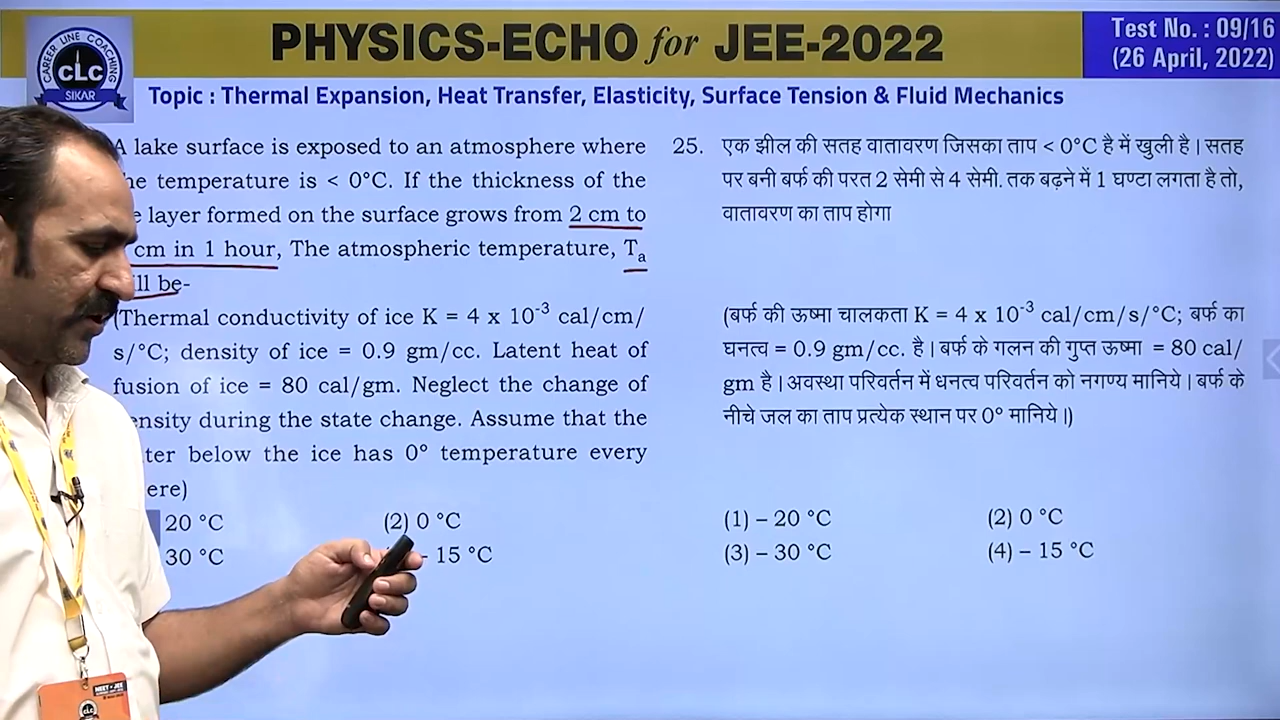 PHYSICS-ECHO for JEE-2022
Test No. : 09/16
(26 April, 2022)
CAREER LINE COACHING
CLC
SIKAR
Topic : Thermal Expansion, Heat Transfer, Elasticity, Surface Tension & Fluid Mechanics
A lake surface is exposed to an atmosphere where
temperature is < 0°C. If the thickness of the
layer formed on the surface grows from 2 cm to
cm in 1 hour, The atmospheric temperature, Ta
be-
(Thermal conductivity of ice K = 4 x 10⁻³ cal/cm/
s/°C; density of ice = 0.9 gm/cc. Latent heat of
fusion of ice = 80 cal/gm. Neglect the change of
during the state change. Assume that the
below the ice has 0° temperature every
20 °C
(2) 0 °C
30 °C
– 15 °C
25. एक झील की सतह वातावरण जिसका ताप < 0°C है में खुली है। सतह
पर बनी बर्फ की परत 2 सेमी से 4 सेमी. तक बढ़ने में 1 घण्टा लगता है तो,
वातावरण का ताप होगा
(बर्फ की ऊष्मा चालकता K = 4 x 10⁻³ cal/cm/s/°C; बर्फ का
घनत्व = 0.9 gm/cc. है। बर्फ के गलन की गुप्त ऊष्मा = 80 cal/
gm है। अवस्था परिवर्तन में धनत्व परिवर्तन को नगण्य मानिये। बर्फ के
नीचे जल का ताप प्रत्येक स्थान पर 0° मानिये।)
(1) – 20 °C
(2) 0 °C
(3) – 30 °C
(4) – 15 °C
NEET • JEE